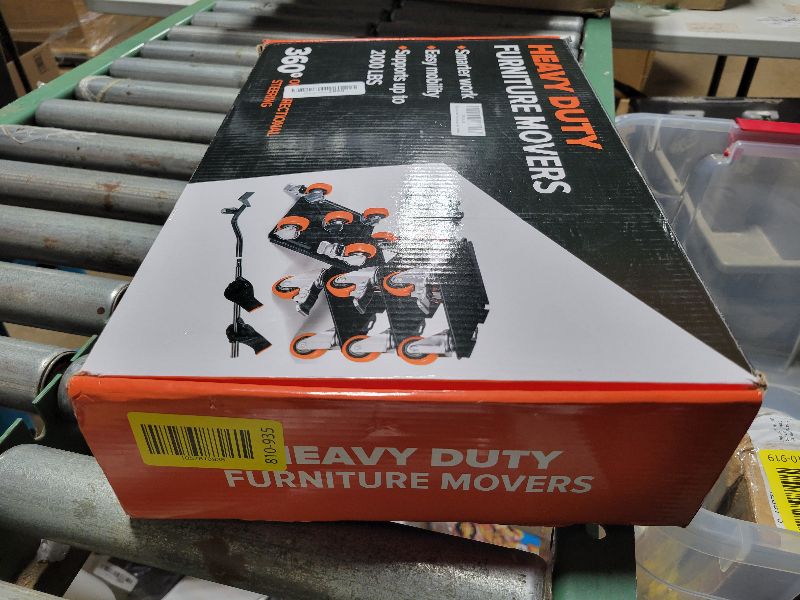 HEAVY DUTY
FURNITURE MOVERS
• Smarter work
• Easy mobility
• Supports up to
2000 LBS
360°
STEERING
810-935
HEAVY DUTY
FURNITURE MOVERS